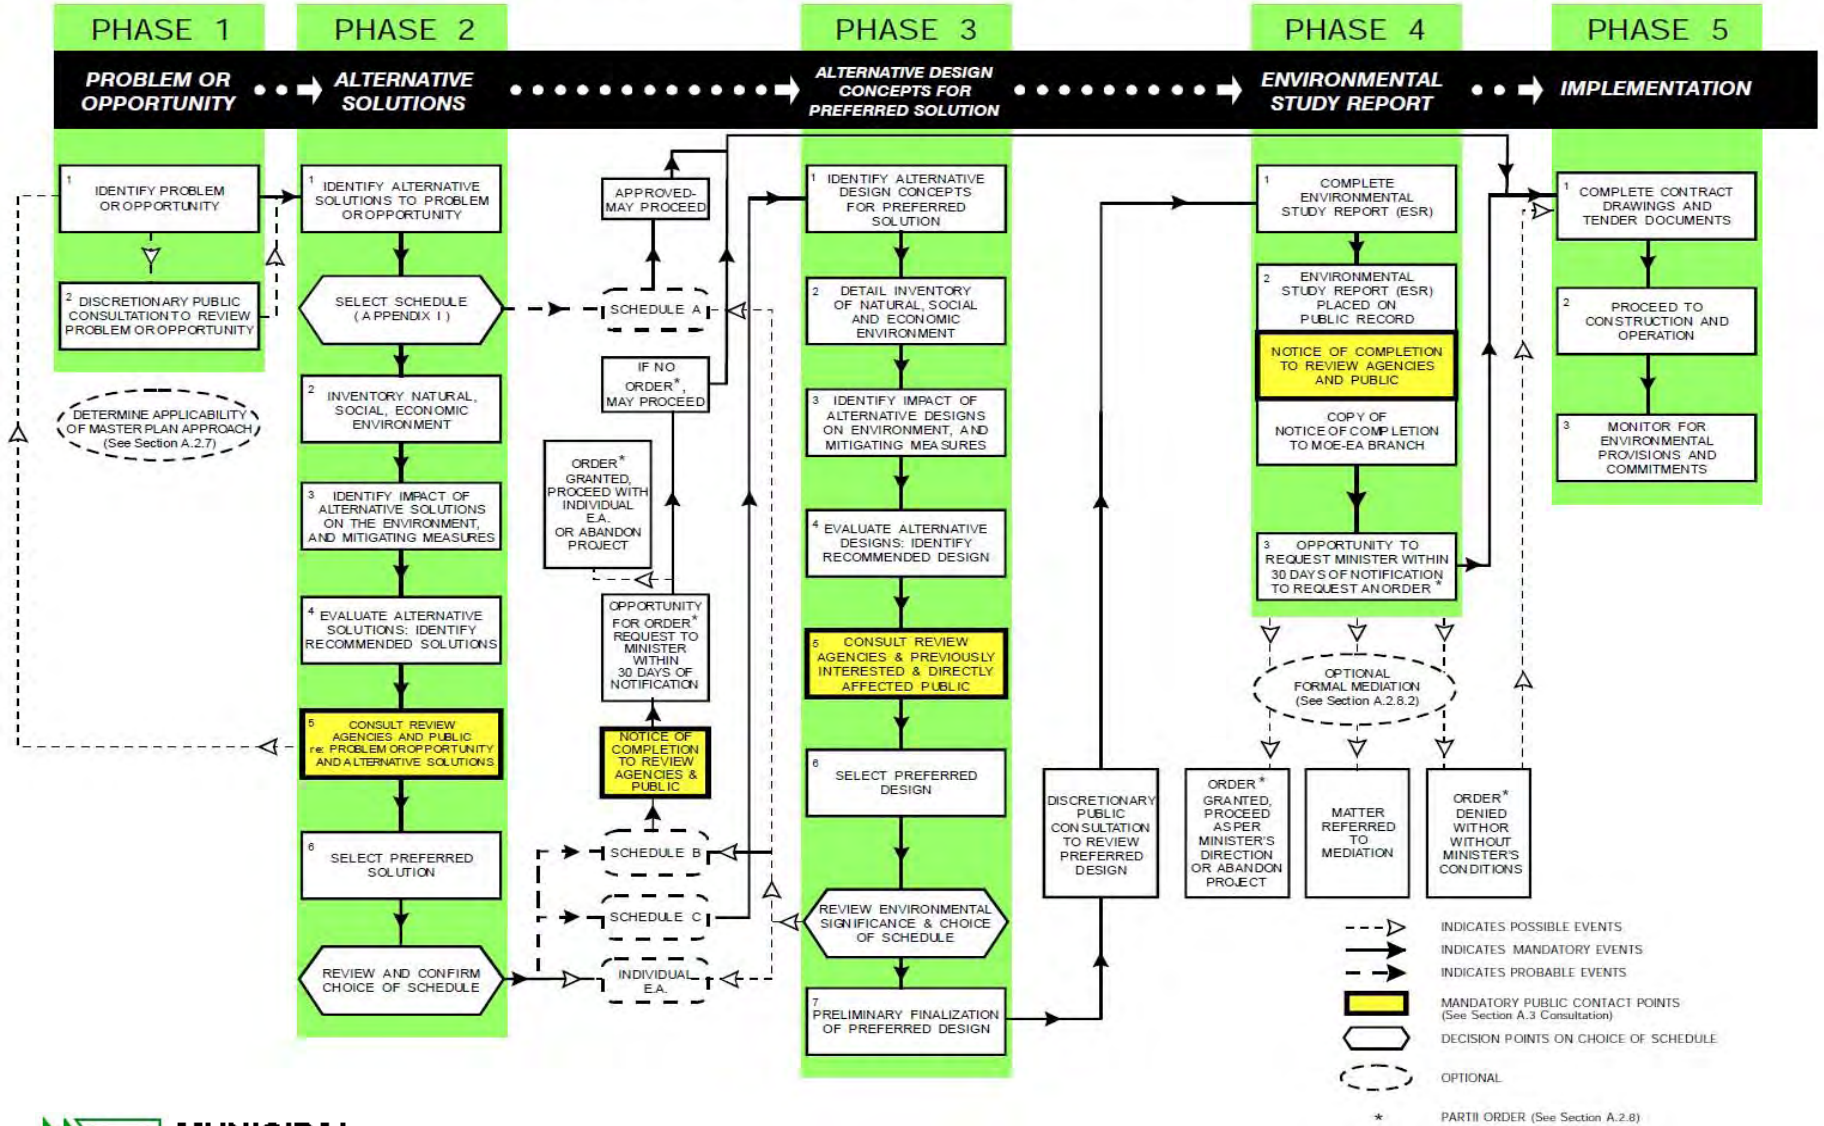 PHASE 1
PHASE 2
PHASE 3
PHASE 4
PHASE 5
PROBLEM OR
OPPORTUNITY
ALTERNATIVE
SOLUTIONS
ALTERNATIVE DESIGN
CONCEPTS FOR
PREFERRED SOLUTION
ENVIRONMENTAL
STUDY REPORT
IMPLEMENTATION
1
IDENTIFY PROBLEM
OR OPPORTUNITY
2 DISCRETIONARY PUBLIC
CONSULTATION TO REVIEW
PROBLEM OR OPPORTUNITY
DETERMINE APPLICABILITY
OF MASTER PLAN APPROACH
(See Section A.2.7)
1
IDENTIFY ALTERNATIVE
SOLUTIONS TO PROBLEM
OR OPPORTUNITY
SELECT SCHEDULE
( APPENDIX I )
2
INVENTORY NATURAL,
SOCIAL, ECONOMIC
ENVIRONMENT
3 IDENTIFY IMPACT OF
ALTERNATIVE SOLUTIONS
ON THE ENVIRONMENT,
AND MITIGATING MEASURES
4 EVALUATE ALTERNATIVE
SOLUTIONS: IDENTIFY
RECOMMENDED SOLUTIONS
5 CONSULT REVIEW
AGENCIES AND PUBLIC
re: PROBLEM OR OPPORTUNITY
AND ALTERNATIVE SOLUTIONS
6
SELECT PREFERRED
SOLUTION
REVIEW AND CONFIRM
CHOICE OF SCHEDULE
APPROVED-
MAY PROCEED
SCHEDULE A
IF NO
ORDER*,
MAY PROCEED
ORDER*
GRANTED,
PROCEED WITH
INDIVIDUAL
E.A.
OR ABANDON
PROJECT
OPPORTUNITY
FOR ORDER*
REQUEST TO
MINISTER
WITHIN
30 DAYS OF
NOTIFICATION
NOTICE OF
COMPLETION
TO REVIEW
AGENCIES &
PUBLIC
SCHEDULE B
SCHEDULE C
INDIVIDUAL
E.A.
1 IDENTIFY ALTERNATIVE
DESIGN CONCEPTS
FOR PREFERRED
SOLUTION
2 DETAIL INVENTORY
OF NATURAL, SOCIAL
AND ECONOMIC
ENVIRONMENT
3 IDENTIFY IMPACT OF
ALTERNATIVE DESIGNS
ON ENVIRONMENT, AND
MITIGATING MEASURES
4 EVALUATE ALTERNATIVE
DESIGNS: IDENTIFY
RECOMMENDED DESIGN
5 CONSULT REVIEW
AGENCIES & PREVIOUSLY
INTERESTED & DIRECTLY
AFFECTED PUBLIC
6
SELECT PREFERRED
DESIGN
REVIEW ENVIRONMENTAL
SIGNIFICANCE & CHOICE
OF SCHEDULE
7
PRELIMINARY FINALIZATION
OF PREFERRED DESIGN
DISCRETIONARY
PUBLIC
CONSULTATION
TO REVIEW
PREFERRED
DESIGN
1
COMPLETE
ENVIRONMENTAL
STUDY REPORT (ESR)
2 ENVIRONMENTAL
STUDY REPORT (ESR)
PLACED ON
PUBLIC RECORD
NOTICE OF COMPLETION
TO REVIEW AGENCIES
AND PUBLIC
COPY OF
NOTICE OF COMPLETION
TO MOE-EA BRANCH
3 OPPORTUNITY TO
REQUEST MINISTER WITHIN
30 DAYS OF NOTIFICATION
TO REQUEST AN ORDER *
OPTIONAL
FORMAL MEDIATION
(See Section A.2.8.2)
ORDER *
GRANTED,
PROCEED
AS PER
MINISTER'S
DIRECTION
OR ABANDON
PROJECT
MATTER
REFERRED
TO
MEDIATION
ORDER*
DENIED
WITH OR
WITHOUT
MINISTER'S
CONDITIONS
1 COMPLETE CONTRACT
DRAWINGS AND
TENDER DOCUMENTS
2
PROCEED TO
CONSTRUCTION AND
OPERATION
3 MONITOR FOR
ENVIRONMENTAL
PROVISIONS AND
COMMITMENTS
INDICATES POSSIBLE EVENTS
INDICATES MANDATORY EVENTS
INDICATES PROBABLE EVENTS
MANDATORY PUBLIC CONTACT POINTS
(See Section A.3 Consultation)
DECISION POINTS ON CHOICE OF SCHEDULE
OPTIONAL
* PART II ORDER (See Section A.2.8)
MUNICIPAL